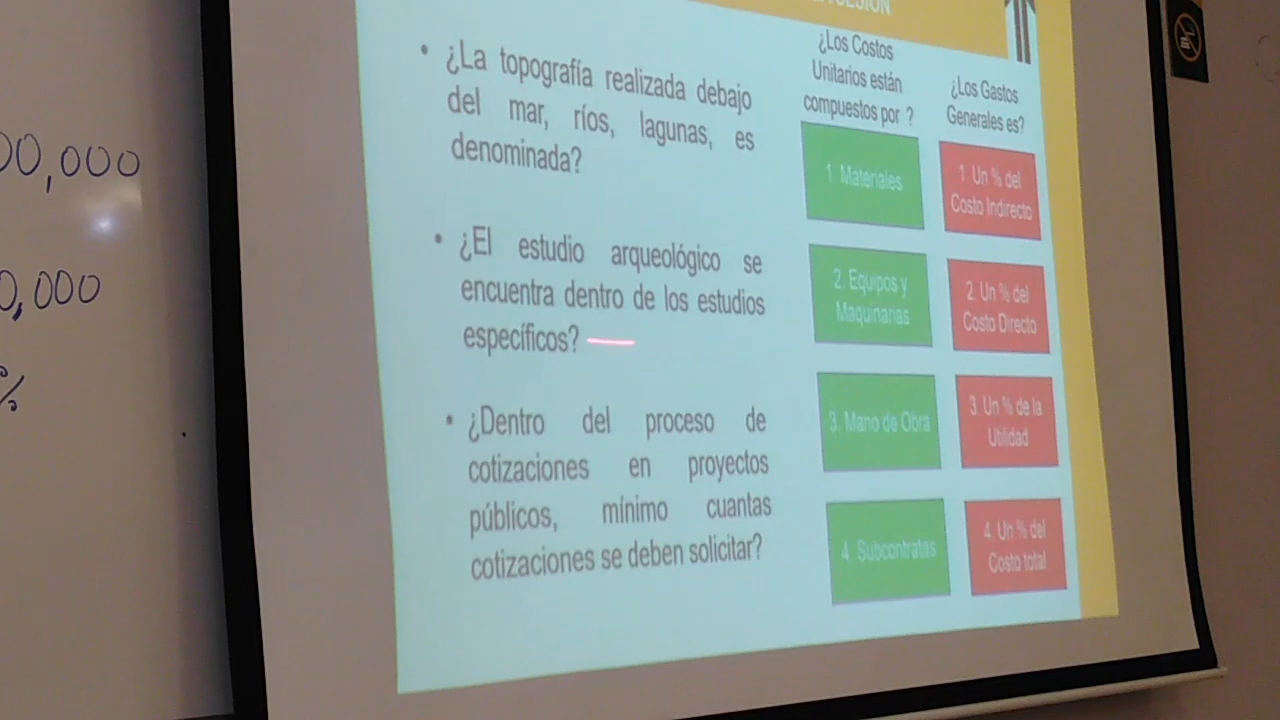 ¿La topografía realizada debajo
del mar, ríos, lagunas, es
denominada?
¿El estudio arqueológico se
encuentra dentro de los estudios
específicos?
¿Dentro del proceso de
cotizaciones en proyectos
públicos, mínimo cuantas
cotizaciones se deben solicitar?
¿Los Costos
Unitarios están
compuestos por ?
1 Materiales
2. Equipos y
Maquinarias
3. Mano de Obra
4. Subcontratas
¿Los Gastos
Generales es?
1. Un % del
Costo Indirecto
2. Un % del
Costo Directo
3. Un % de la
Utilidad
4. Un % del
Costo total
00,000
0,000
%